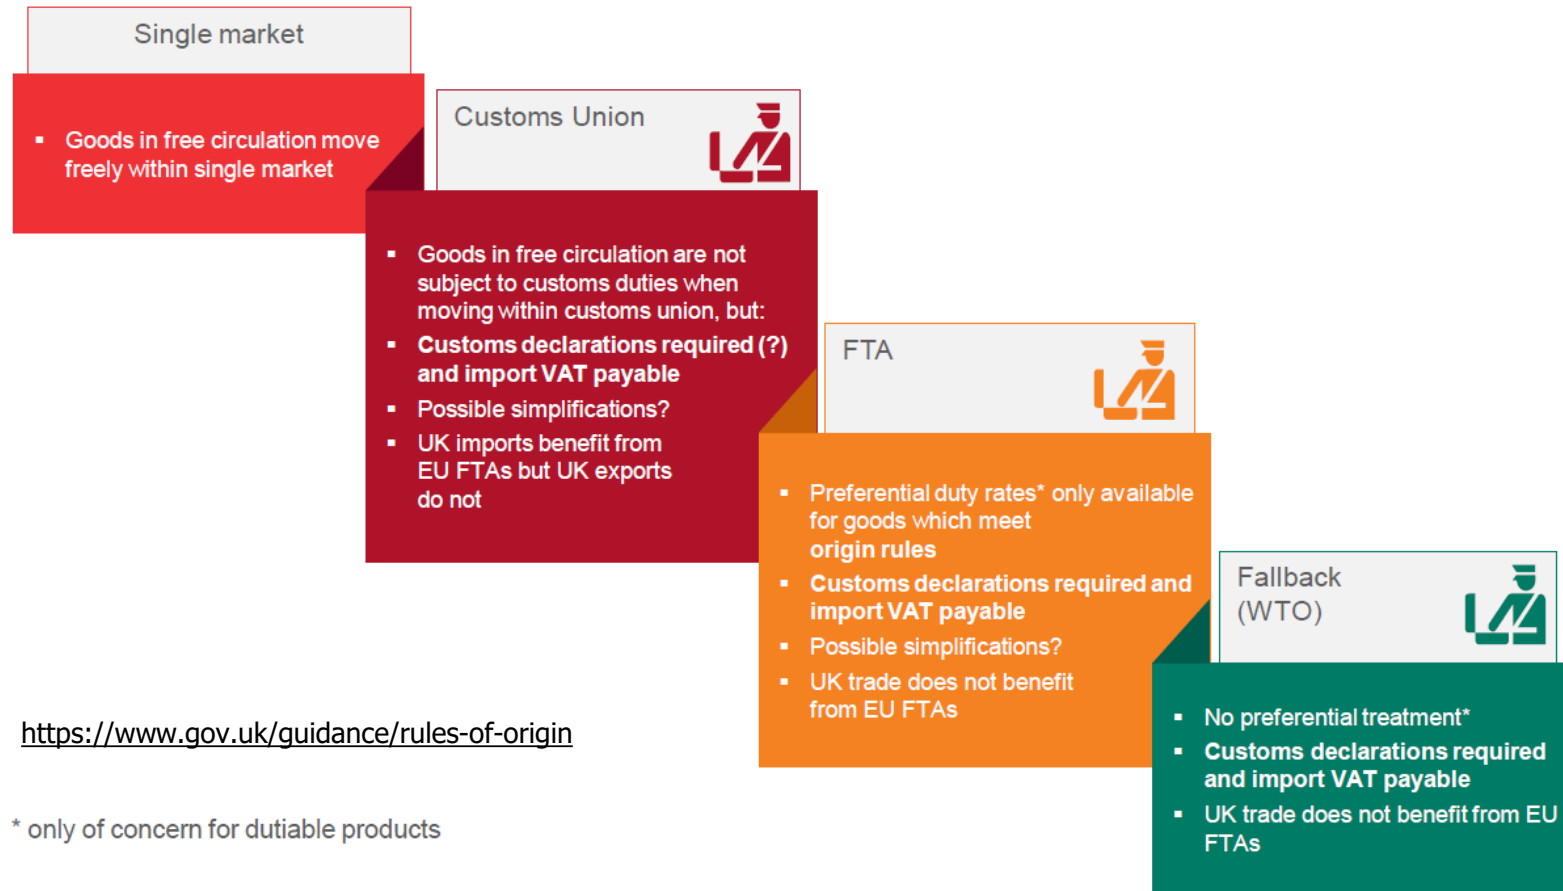 Single market
▪ Goods in free circulation move
freely within single market
Customs Union
▪ Goods in free circulation are not
subject to customs duties when
moving within customs union, but:
▪ Customs declarations required (?)
and import VAT payable
▪ Possible simplifications?
▪ UK imports benefit from
EU FTAs but UK exports
do not
FTA
▪ Preferential duty rates* only available
for goods which meet
origin rules
▪ Customs declarations required and
import VAT payable
▪ Possible simplifications?
▪ UK trade does not benefit
from EU FTAs
Fallback
(WTO)
▪ No preferential treatment*
▪ Customs declarations required
and import VAT payable
▪ UK trade does not benefit from EU
FTAs
https://www.gov.uk/guidance/rules-of-origin
* only of concern for dutiable products